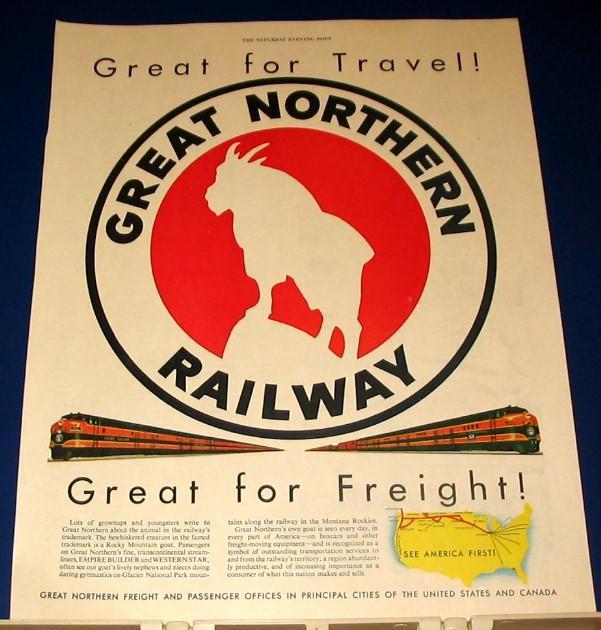 THE SATURDAY EVENING POST
Great for Travel!
GREAT NORTHERN
RAILWAY
Great for Freight!
Lots of grownups and youngsters write to
Great Northern about the animal in the railway's
trademark. The bewhiskered creature in the famed
trademark is a Rocky Mountain goat. Passengers
on Great Northern's fine, transcontinental stream-
liners, EMPIRE BUILDER and WESTERN STAR,
often see our goat's lively nephews and nieces doing
daring gymnastics on Glacier National Park moun-
tains along the railway in the Montana Rockies.
Great Northern's own goat is seen every day, in
every part of America—on boxcars and other
freight-moving equipment—and is recognized as a
symbol of outstanding transportation services to
and from the railway's territory; a region abundant-
ly productive, and of increasing importance as a
consumer of what this nation makes and sells.
SEE AMERICA FIRST!
GREAT NORTHERN FREIGHT AND PASSENGER OFFICES IN PRINCIPAL CITIES OF THE UNITED STATES AND CANADA